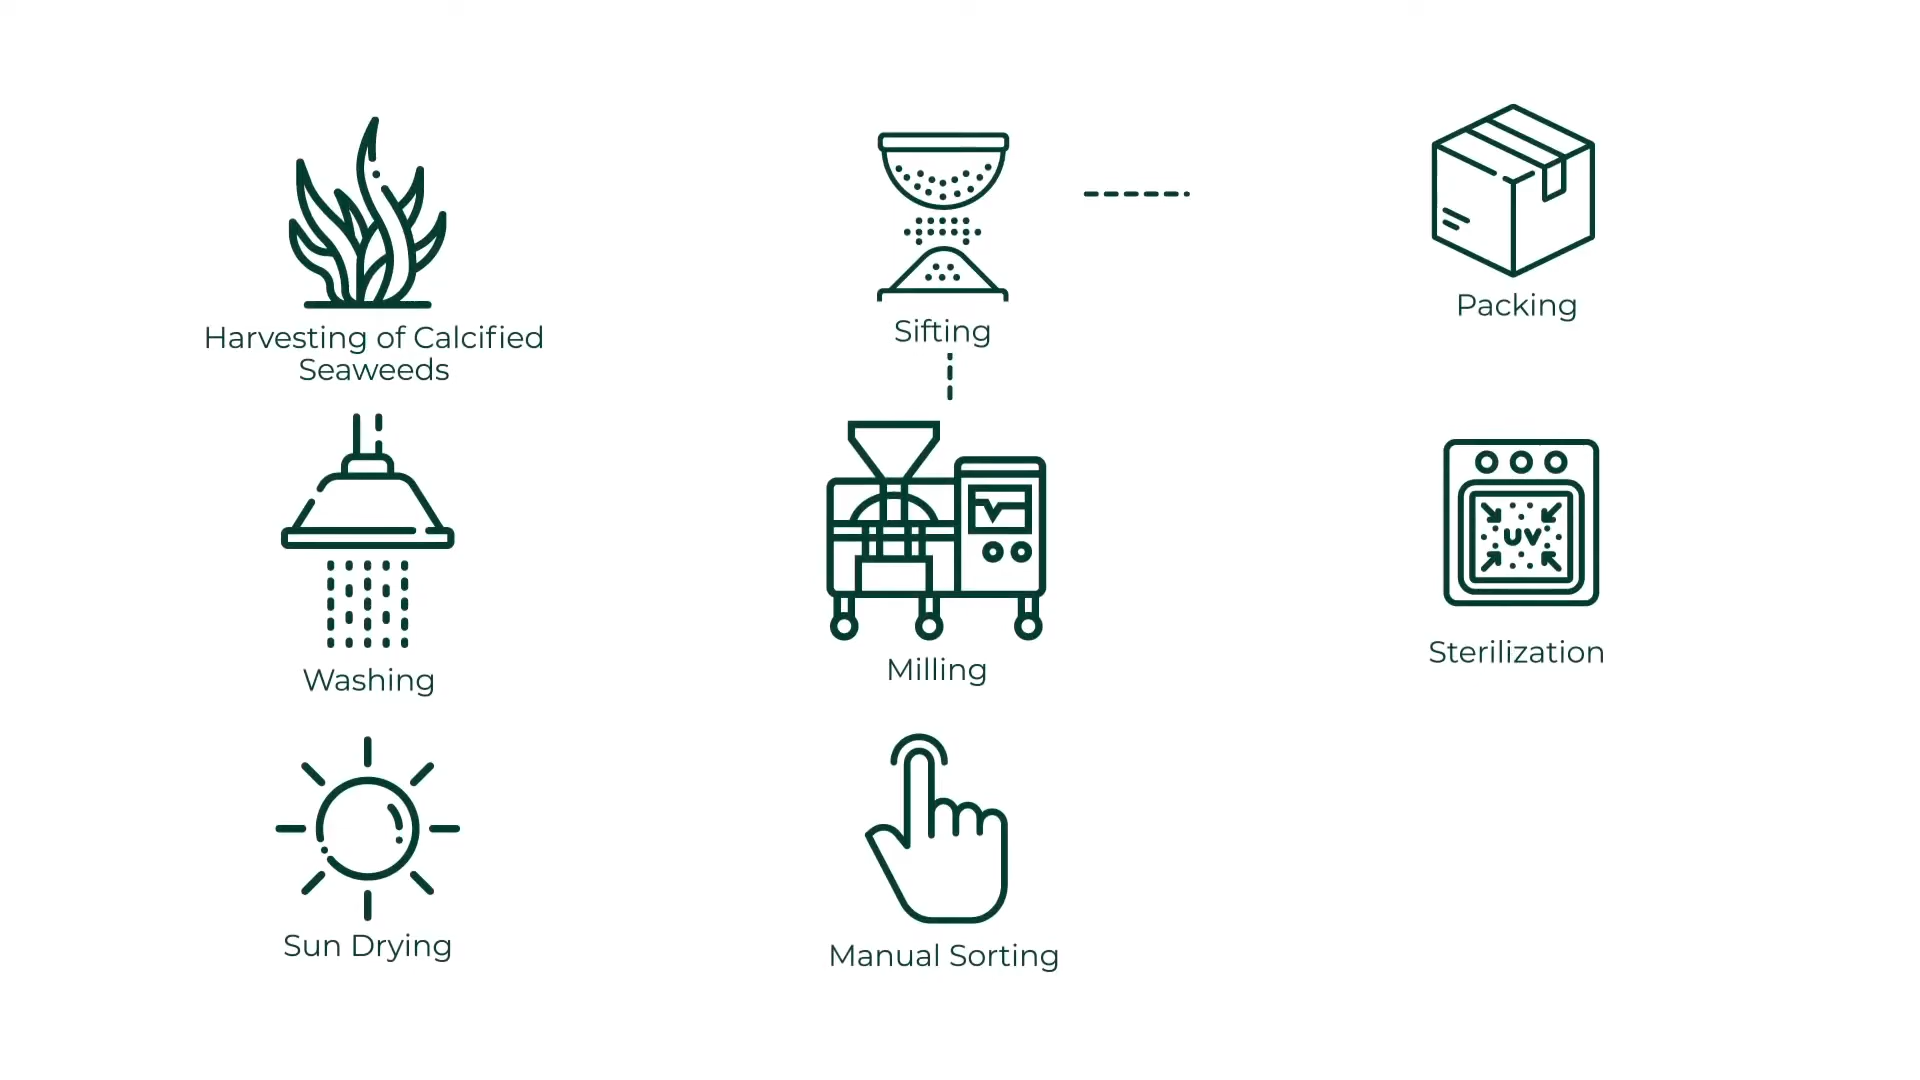 Harvesting of Calcified
Seaweeds
Washing
Sun Drying
Sifting
Milling
Manual Sorting
Packing
UV
Sterilization